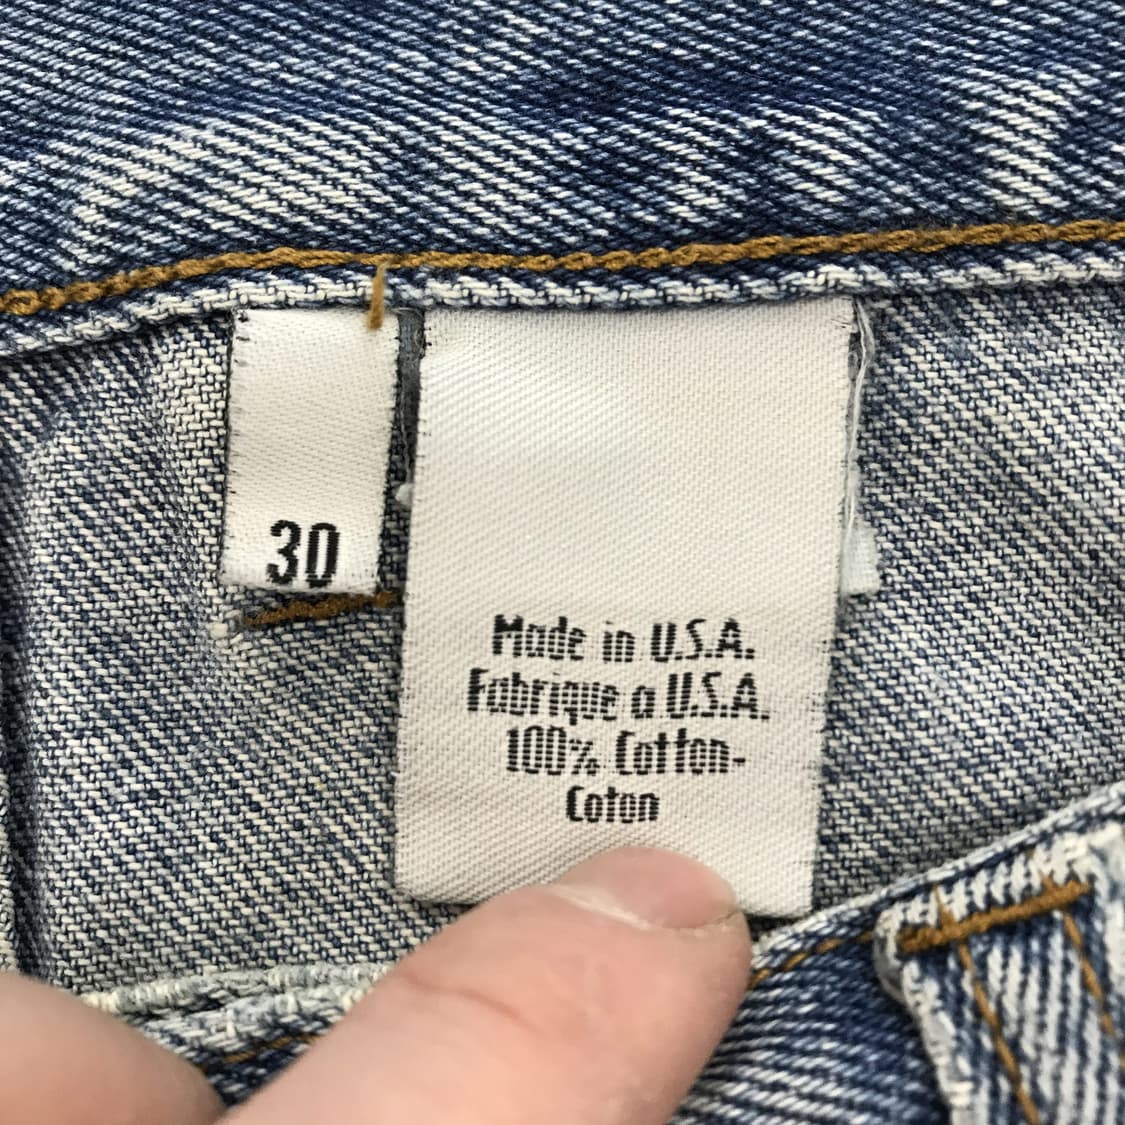 30
Made in U.S.A.
Fabrique a U.S.A.
100% Cotton-
Coton